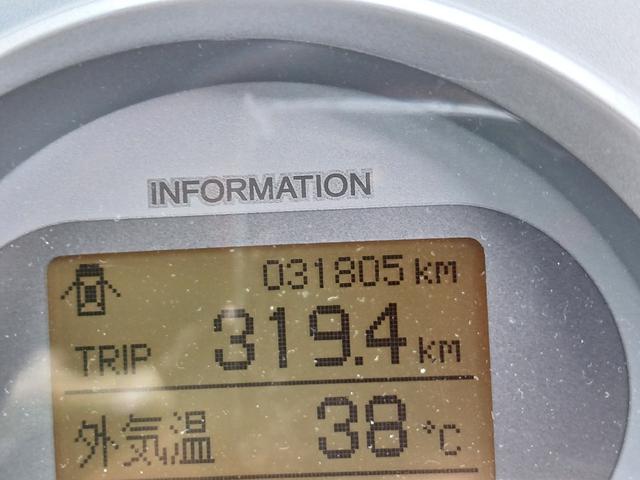 INFORMATION
031805 km
TRIP 319.4 km
外気温 38 °C